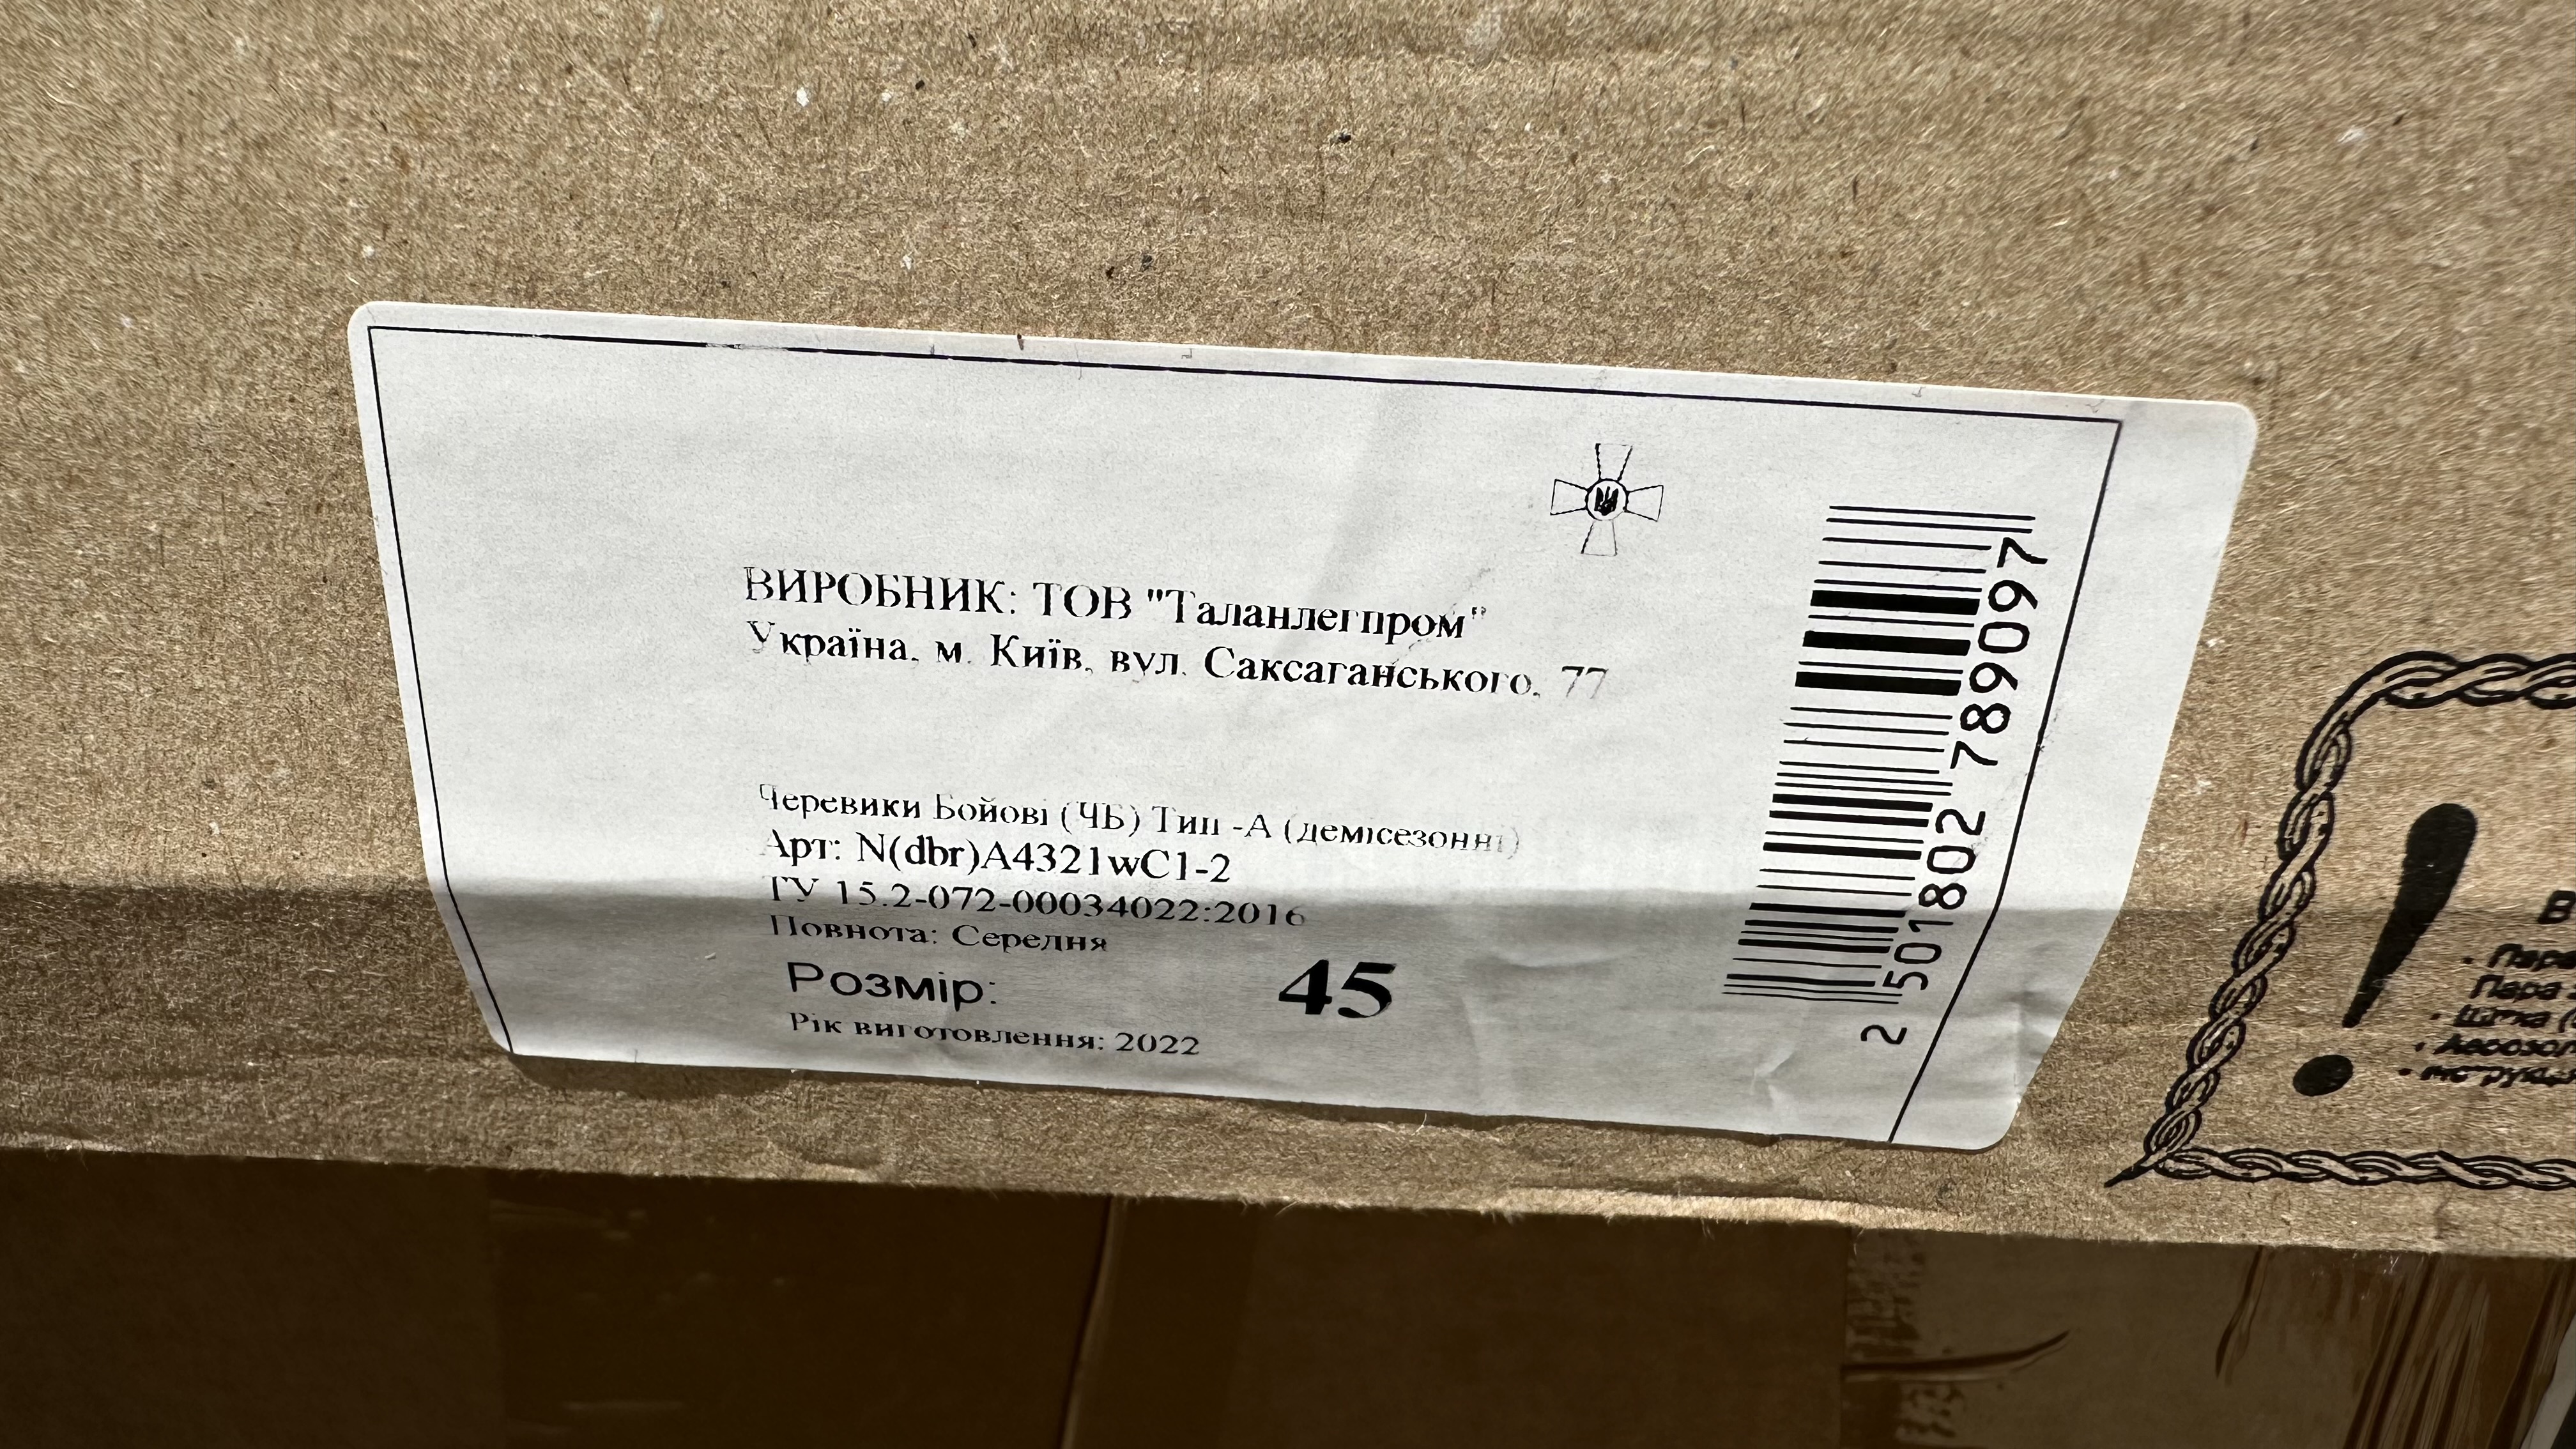 ВИРОБНИК: ТОВ "Таланлегпром"
Україна, м. Київ, вул. Саксаганського, 77
Черевики Бойові (ЧБ) Тип -А (демісезонні)
Арт: N(dbr)A4321wC1-2
ТУ 15.2-072-00034022:2016
Повнота: Середня
Розмір: 45
Рік виготовлення: 2022
2 501802 789097